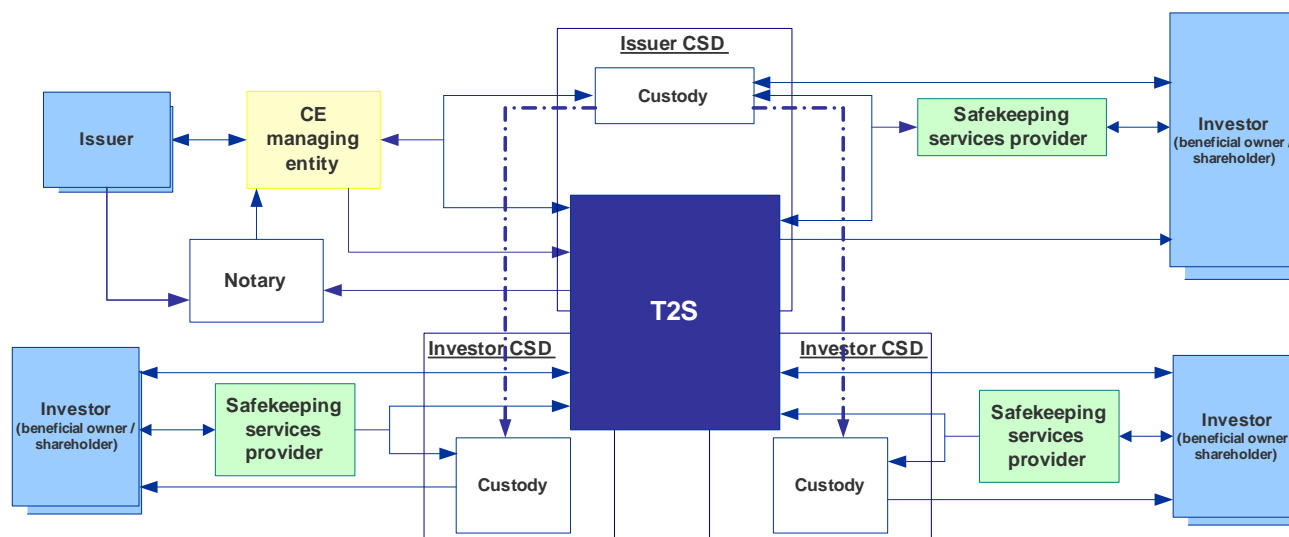 Issuer CSD
Custody
Issuer
CE
managing
entity
Safekeeping
services provider
Investor
(beneficial owner /
shareholder)
Notary
T2S
Investor CSD
Investor CSD
Investor
(beneficial owner /
shareholder)
Safekeeping
services
provider
Custody
Custody
Safekeeping
services
provider
Investor
(beneficial owner
shareholder)